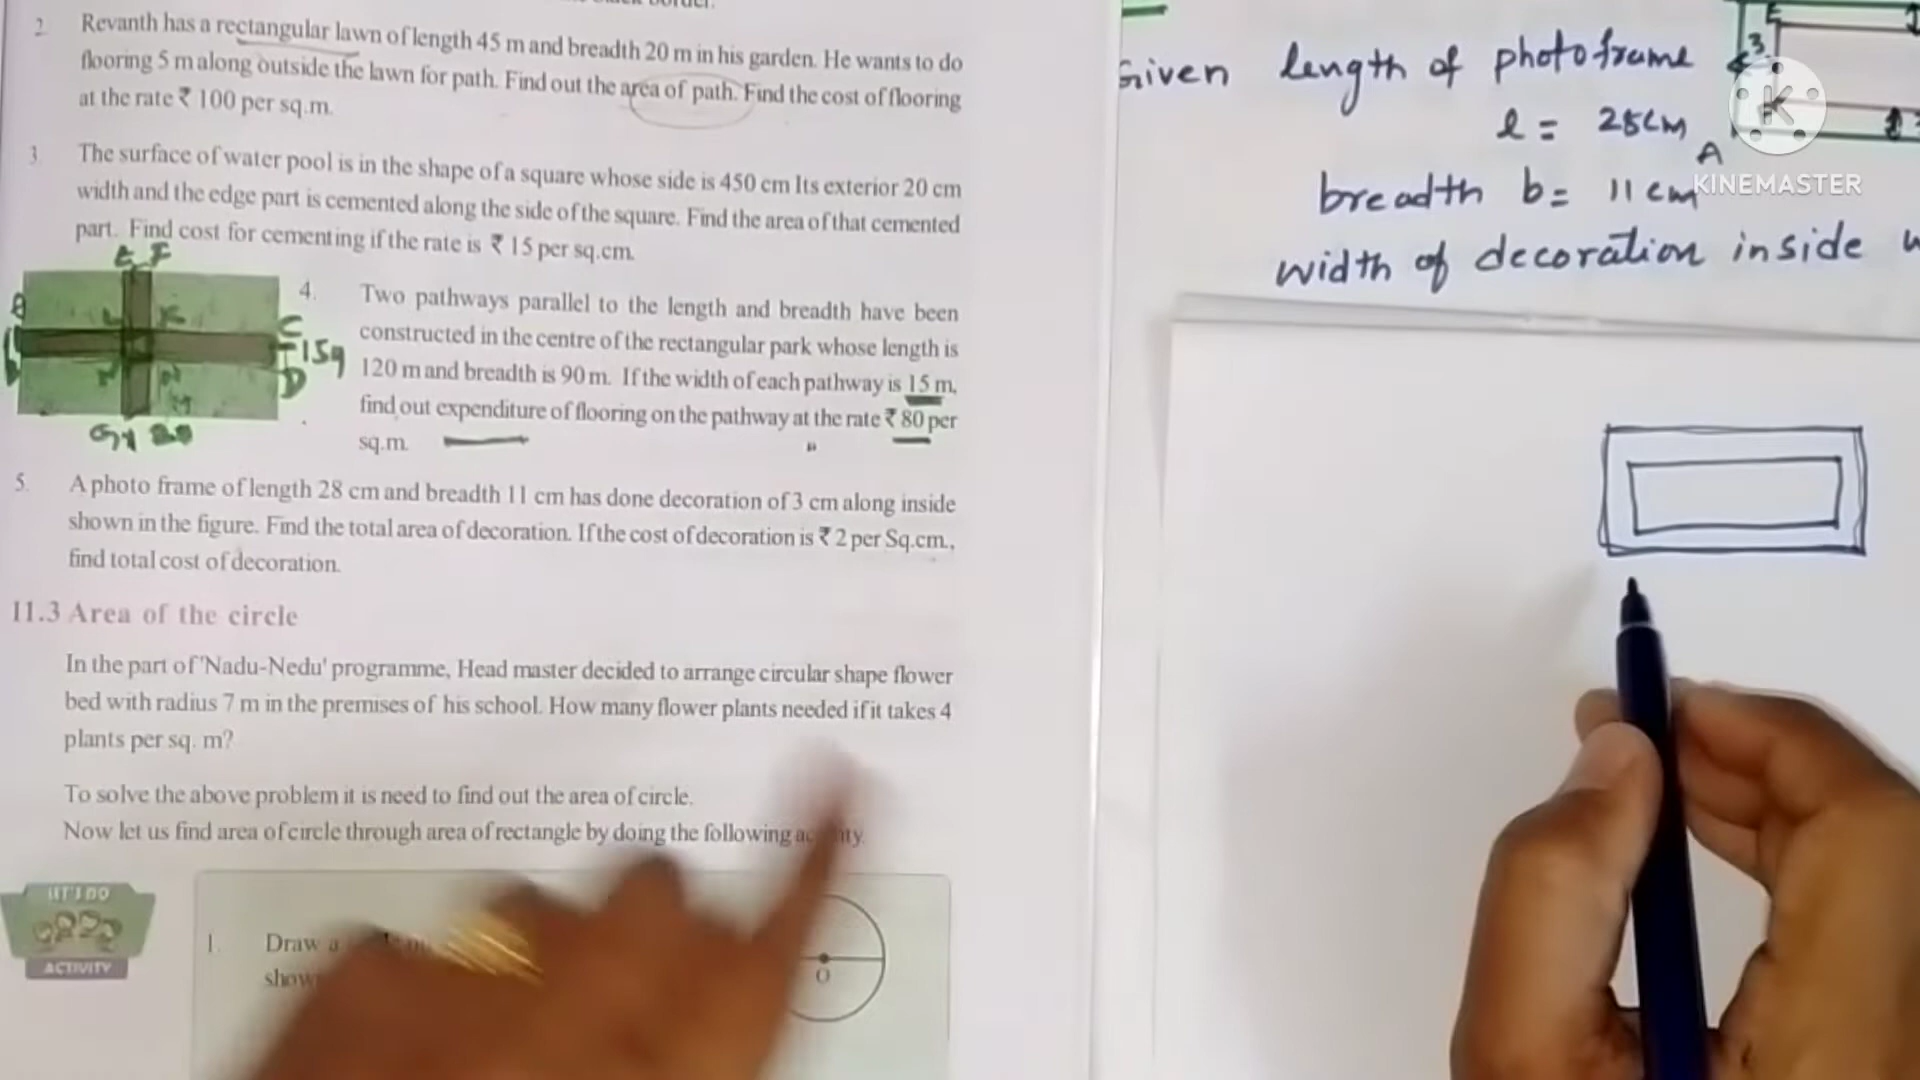 2. Revanth has a rectangular lawn of length 45 m and breadth 20 m in his garden. He wants to do
flooring 5 m along outside the lawn for path. Find out the area of path. Find the cost of flooring
at the rate ₹ 100 per sq.m.
3 The surface of water pool is in the shape of a square whose side is 450 cm Its exterior 20 cm
width and the edge part is cemented along the side of the square. Find the area of that cemented
part. Find cost for cementing if the rate is ₹ 15 per sq.cm.
E F
C
15
D
4. Two pathways parallel to the length and breadth have been
constructed in the centre of the rectangular park whose length is
120 m and breadth is 90 m. If the width of each pathway is 15 m,
find out expenditure of flooring on the pathway at the rate ₹ 80 per
sq.m.
5. A photo frame of length 28 cm and breadth 11 cm has done decoration of 3 cm along inside
shown in the figure. Find the total area of decoration. If the cost of decoration is ₹ 2 per Sq.cm.,
find total cost of decoration.
11.3 Area of the circle
In the part of 'Nadu-Nedu' programme, Head master decided to arrange circular shape flower
bed with radius 7 m in the premises of his school. How many flower plants needed if it takes 4
plants per sq. m?
To solve the above problem it is need to find out the area of circle.
Now let us find area of circle through area of rectangle by doing the following
LET'S DO
ACTIVITY
1. Draw a
O
Given length of photoframe
l = 28cm
A
breadth b= 11cm
width of decoration inside
3
K
KINEMASTER